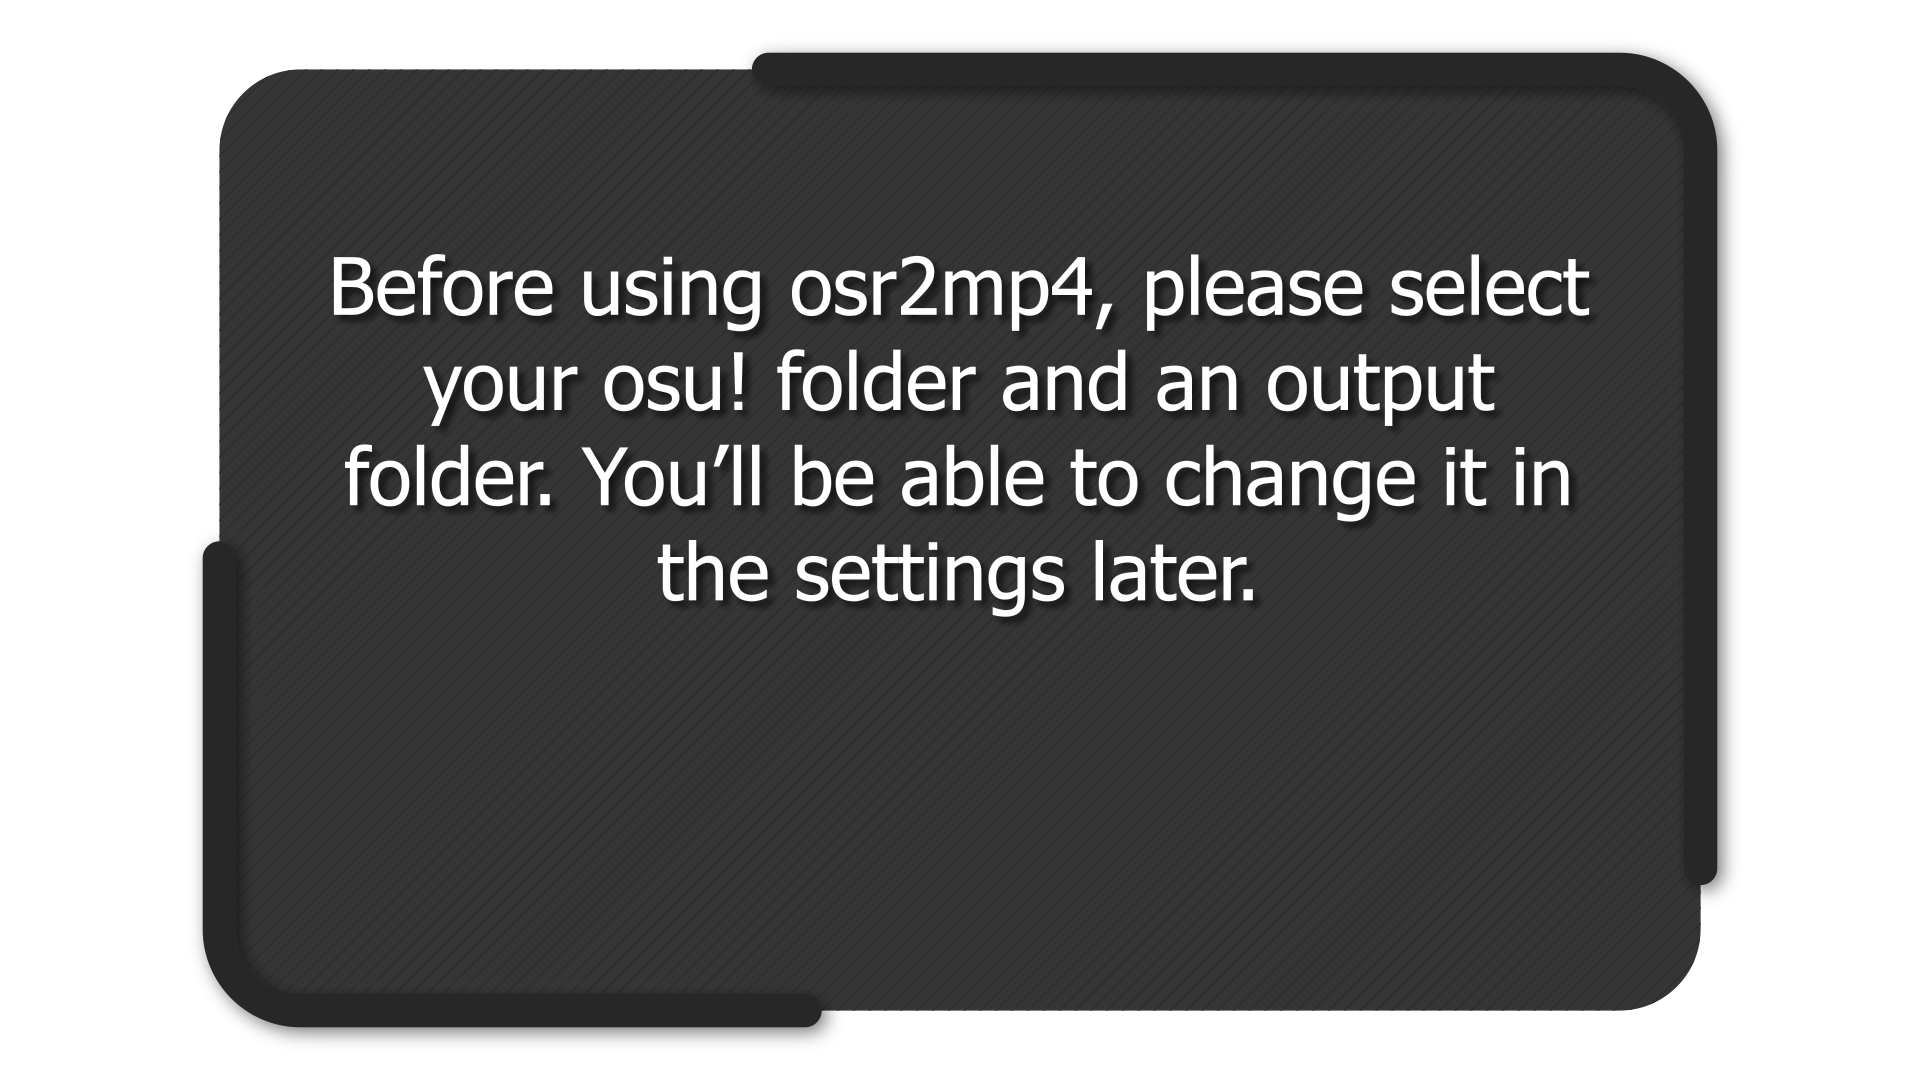 Before using osr2mp4, please select
your osu! folder and an output
folder. You’ll be able to change it in
the settings later.